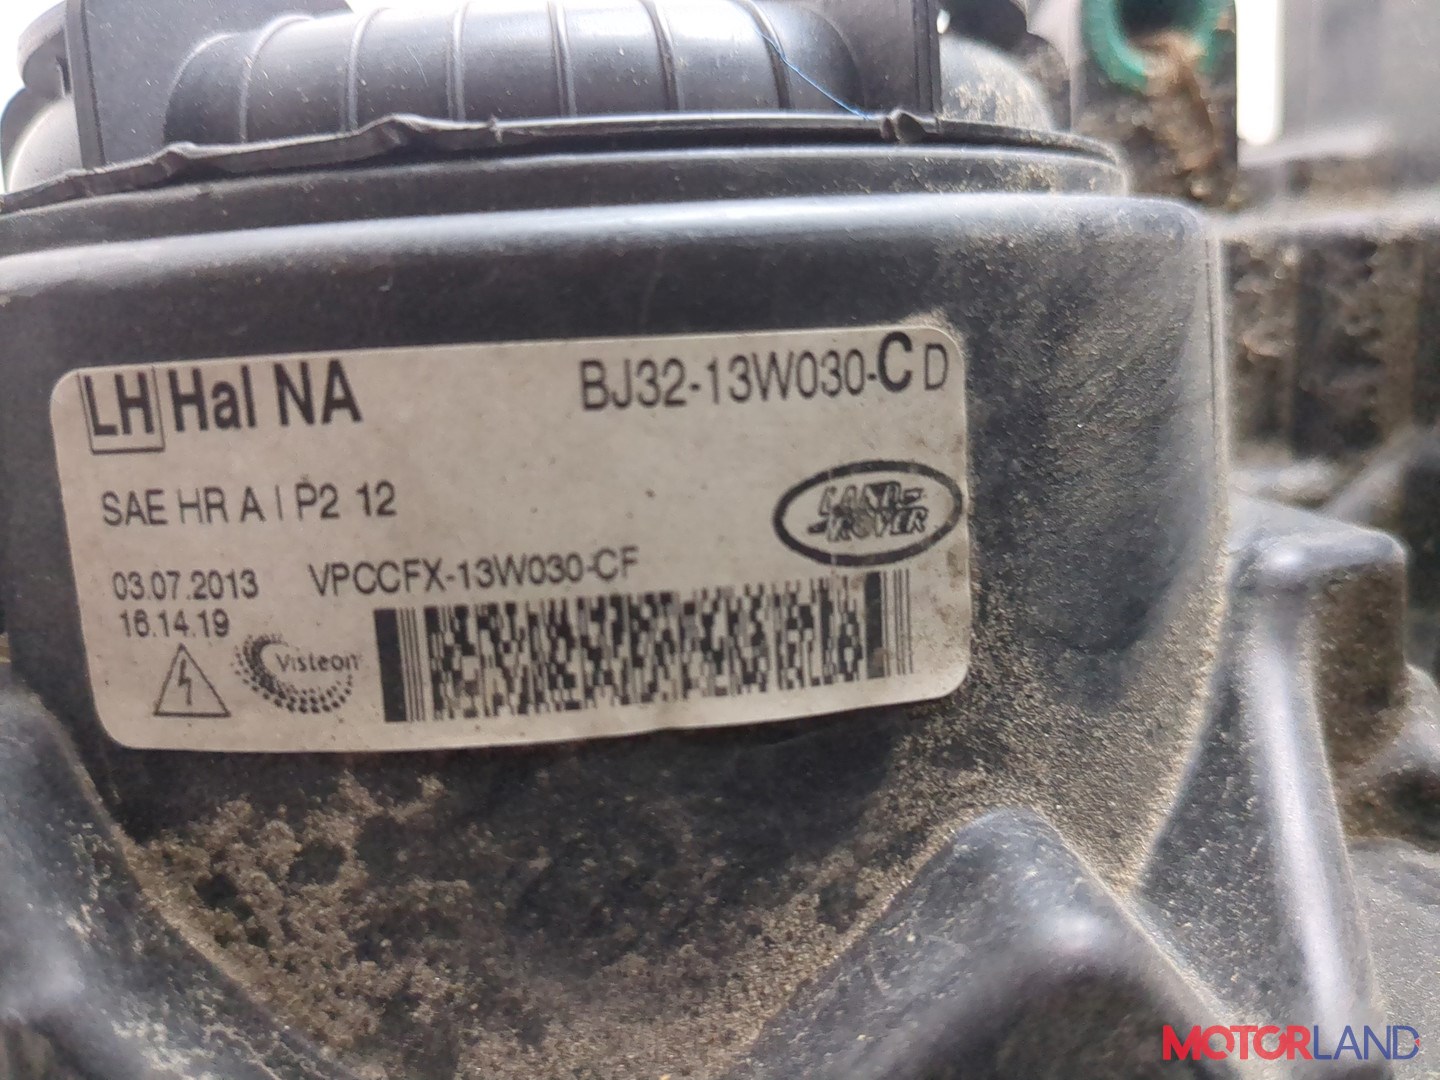 LH Hal NA
BJ32-13W030-C D
SAE HR A I P2 12
LAND-
ROVER
03.07.2013 VPCCFX-13W030-CF
16.14.19
Visteon
MOTORLAND